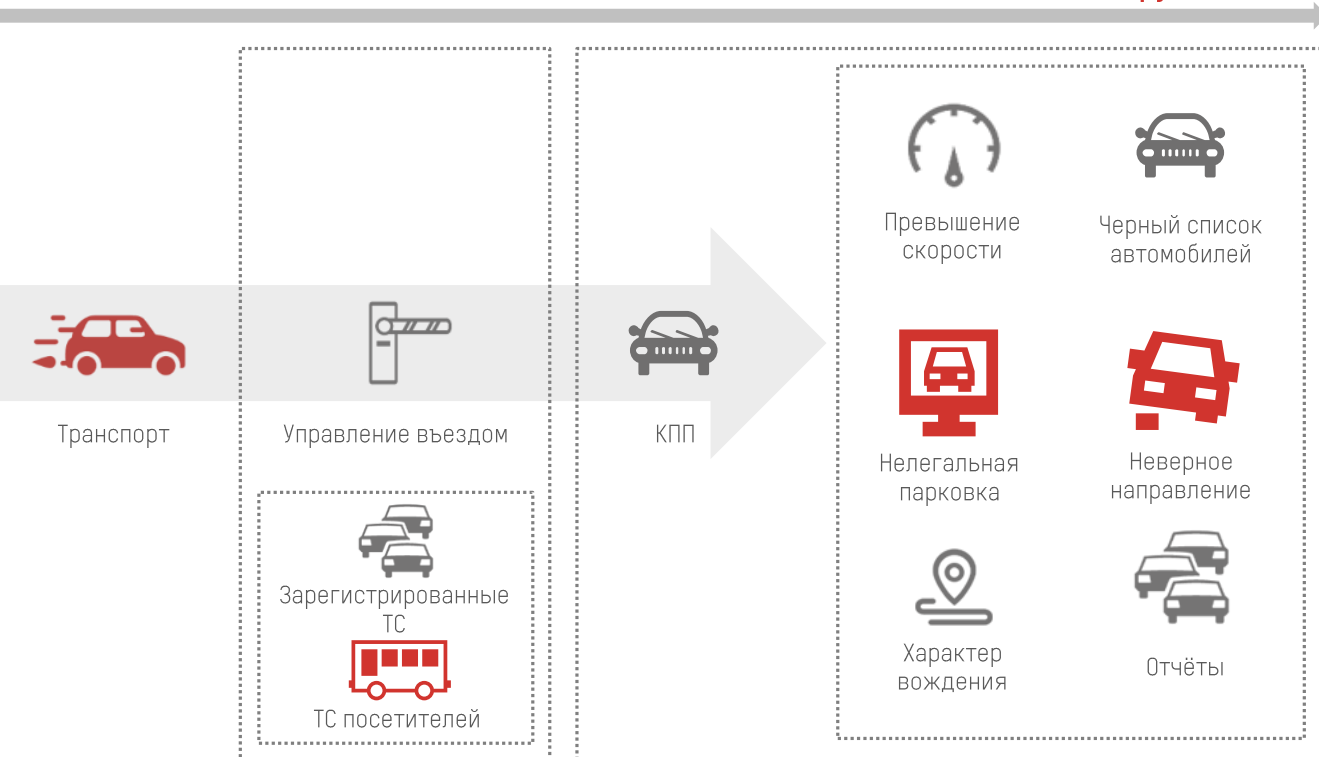 Транспорт
Управление въездом
Зарегистрированные
ТС
ТС посетителей
КПП
Превышение
скорости
Черный список
автомобилей
Нелегальная
парковка
Неверное
направление
Характер
вождения
Отчёты